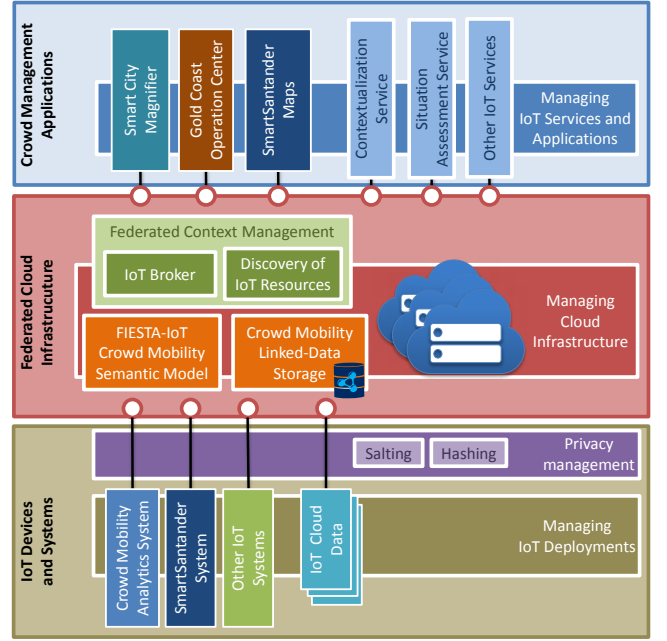 Crowd Management
Applications
Smart City
Magnifier
Gold Coast
Operation Center
SmartSantander
Maps
Contextualization
Service
Situation
Assessment Service
Other IoT Services
Managing
IoT Services and
Applications
Federated Cloud
Infrastrucuture
Federated Context Management
IoT Broker
Discovery of
IoT Resources
FIESTA-IoT
Crowd Mobility
Semantic Model
Crowd Mobility
Linked-Data
Storage
Managing
Cloud
Infrastructure
IoT Devices
and Systems
Privacy
management
Salting
Hashing
Crowd Mobility
Analytics System
SmartSantander
System
Other IoT
Systems
IoT Cloud
Data
Managing
IoT Deployments